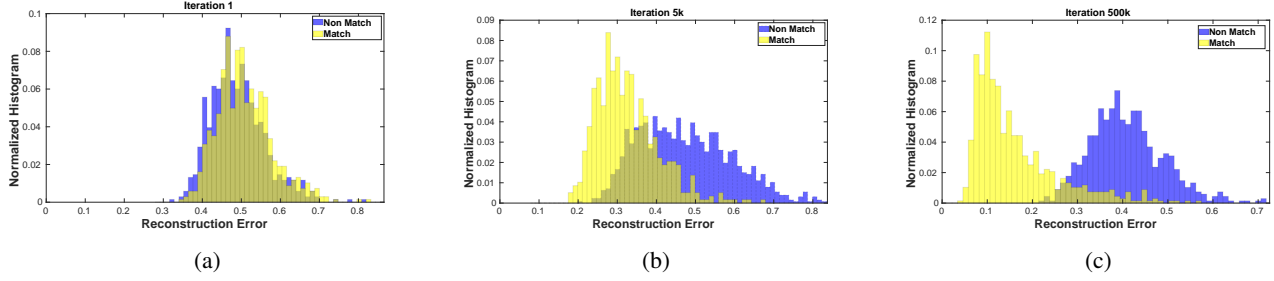 Iteration 1
0.1
0.08
0.06
0.04
0.02
0
0 0.1 0.2 0.3 0.4 0.5 0.6 0.7 0.8
Normalized Histogram
Reconstruction Error
Non Match
Match
(a)
Iteration 5k
0.09
0.08
0.07
0.06
0.05
0.04
0.03
0.02
0.01
0
0 0.1 0.2 0.3 0.4 0.5 0.6 0.7 0.8
Normalized Histogram
Reconstruction Error
Non Match
Match
(b)
Iteration 500k
0.12
0.1
0.08
0.06
0.04
0.02
0
0 0.1 0.2 0.3 0.4 0.5 0.6 0.7
Normalized Histogram
Reconstruction Error
Non Match
Match
(c)